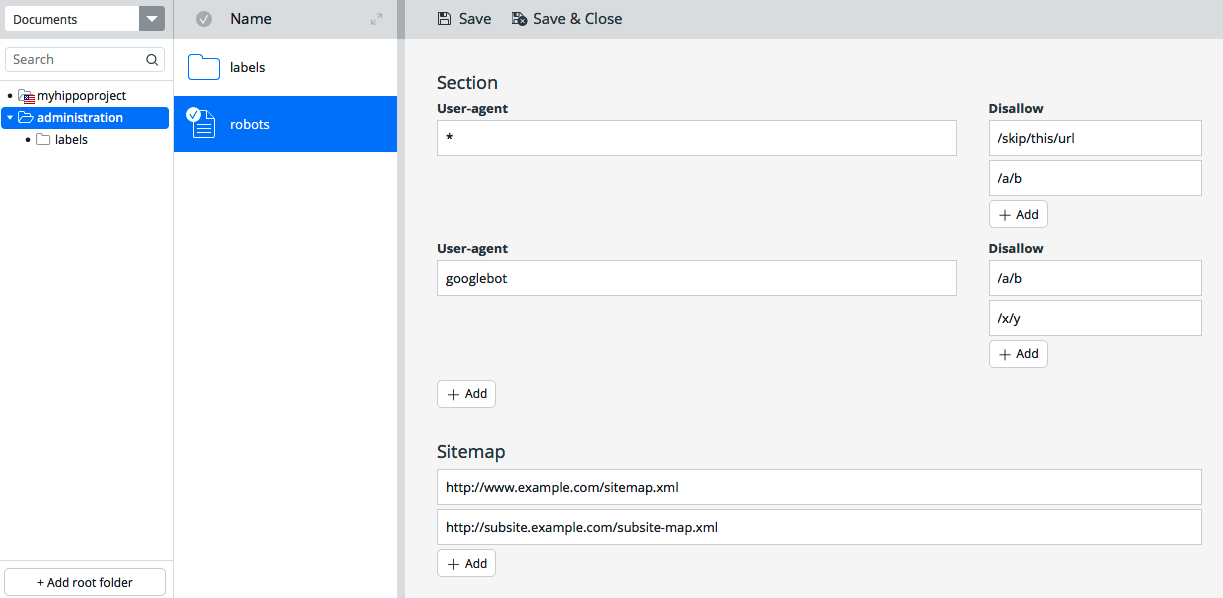 Documents
Search
myhippoproject
administration
labels
+ Add root folder
Name
labels
robots
Save
Save & Close
Section
User-agent
Disallow
*
/skip/this/url
/a/b
+ Add
User-agent
Disallow
googlebot
/a/b
/x/y
+ Add
+ Add
Sitemap
http://www.example.com/sitemap.xml
http://subsite.example.com/subsite-map.xml
+ Add